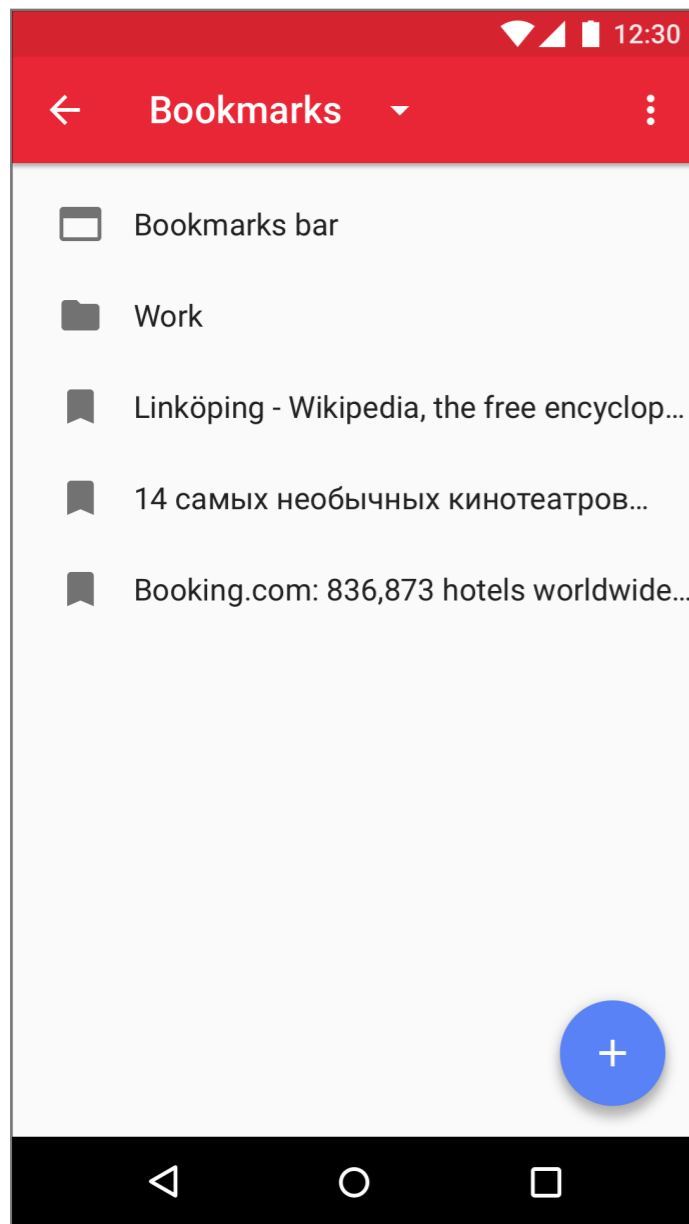 12:30
Bookmarks
Bookmarks bar
Work
Linköping - Wikipedia, the free encyclop...
14 самых необычных кинотеатров...
Booking.com: 836,873 hotels worldwide...